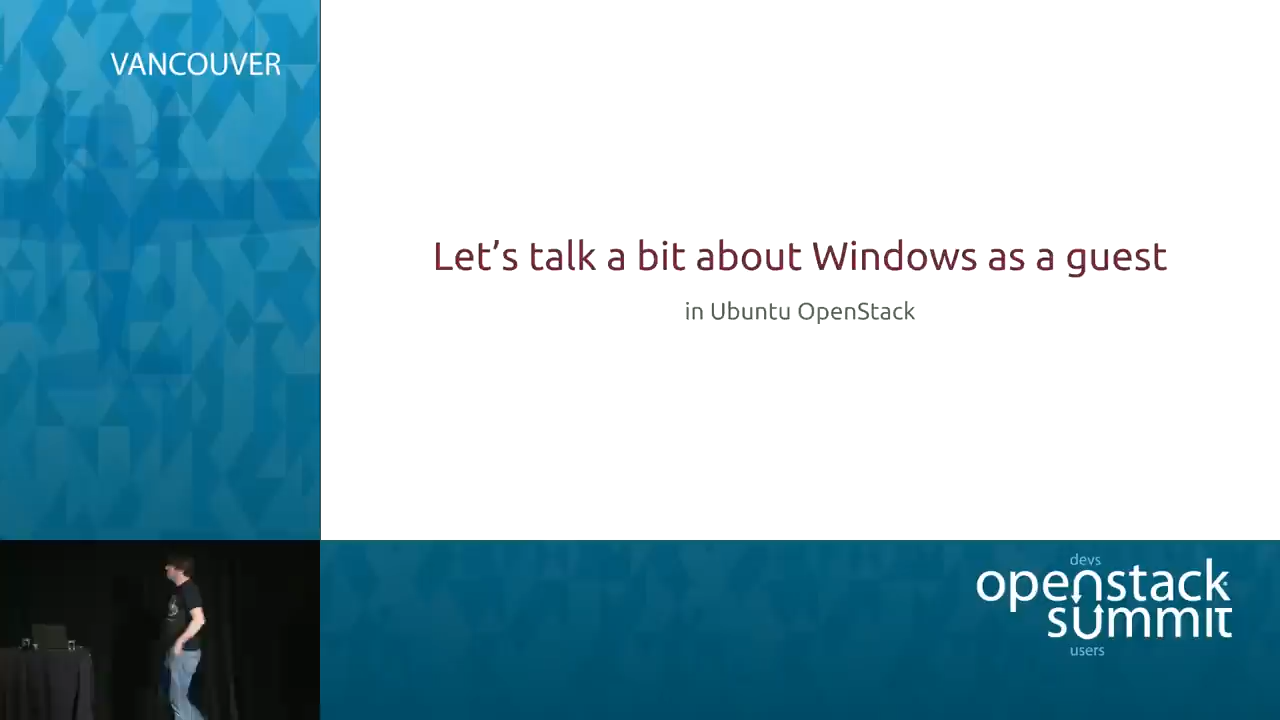 VANCOUVER
Let's talk a bit about Windows as a guest
in Ubuntu OpenStack
devs
openstack
summit
users